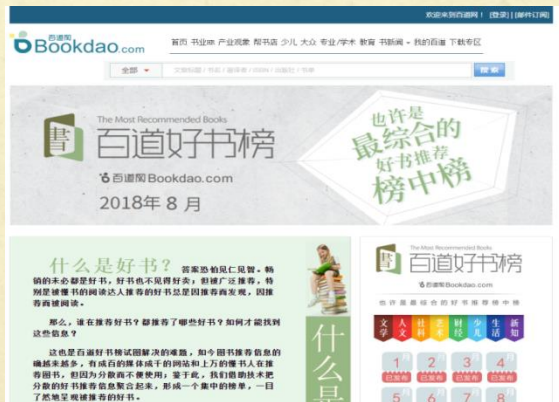 欢迎来到百道网！ [登录] | [邮件订阅]
百道网
Bookdao.com
首页 书业 产业观象 帮书店 少儿 大众 专业/学术 教育 书新闻 我的百道 下载专区
全部
搜索
The Most Recommended Books
書 百道好书榜
百道网 Bookdao.com
2018年 8 月
也许是
最综合的
好书推荐
榜中榜
什么是好书？ 答案恐怕见仁见智。畅
销的未必都是好书，好书也不见得好卖；但被广泛推荐，特
别是被懂书的阅读达人推荐的好书总是因推荐而发现，因推
荐而被阅读。
那么，谁在推荐好书？都推荐了哪些好书？如何才能找到
这些信息？
这也是百道好书榜试图解决的难题，如今图书推荐信息的
确越来越多，有成百的媒体成千的网站和上万的懂书人在推
荐图书，但因为分散而不便使用；鉴于此，我们借助技术把
分散的好书推荐信息聚合起来，形成一个集中的榜单，一目
了然地呈现被推荐的好书。
什么是
The Most Recommended Books
書 百道好书榜
百道网 Bookdao.com
也许是最综合的好书推荐榜中榜
文学 人文 社科 艺术 财经 少儿 生活 新知
1 2 3 4
已发布 已发布 已发布 已发布
5 6 7 8